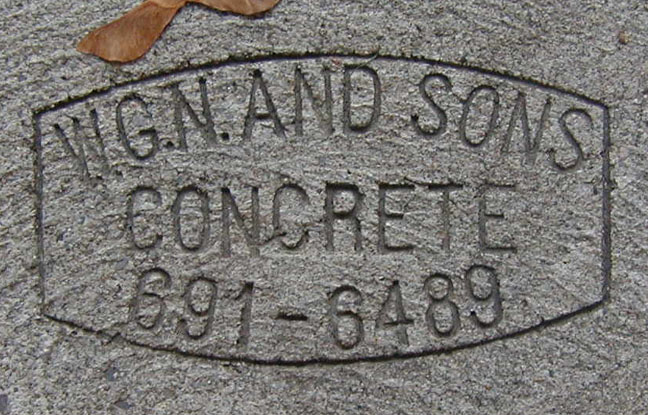 W.G.N. AND SONS
CONCRETE
691-6489